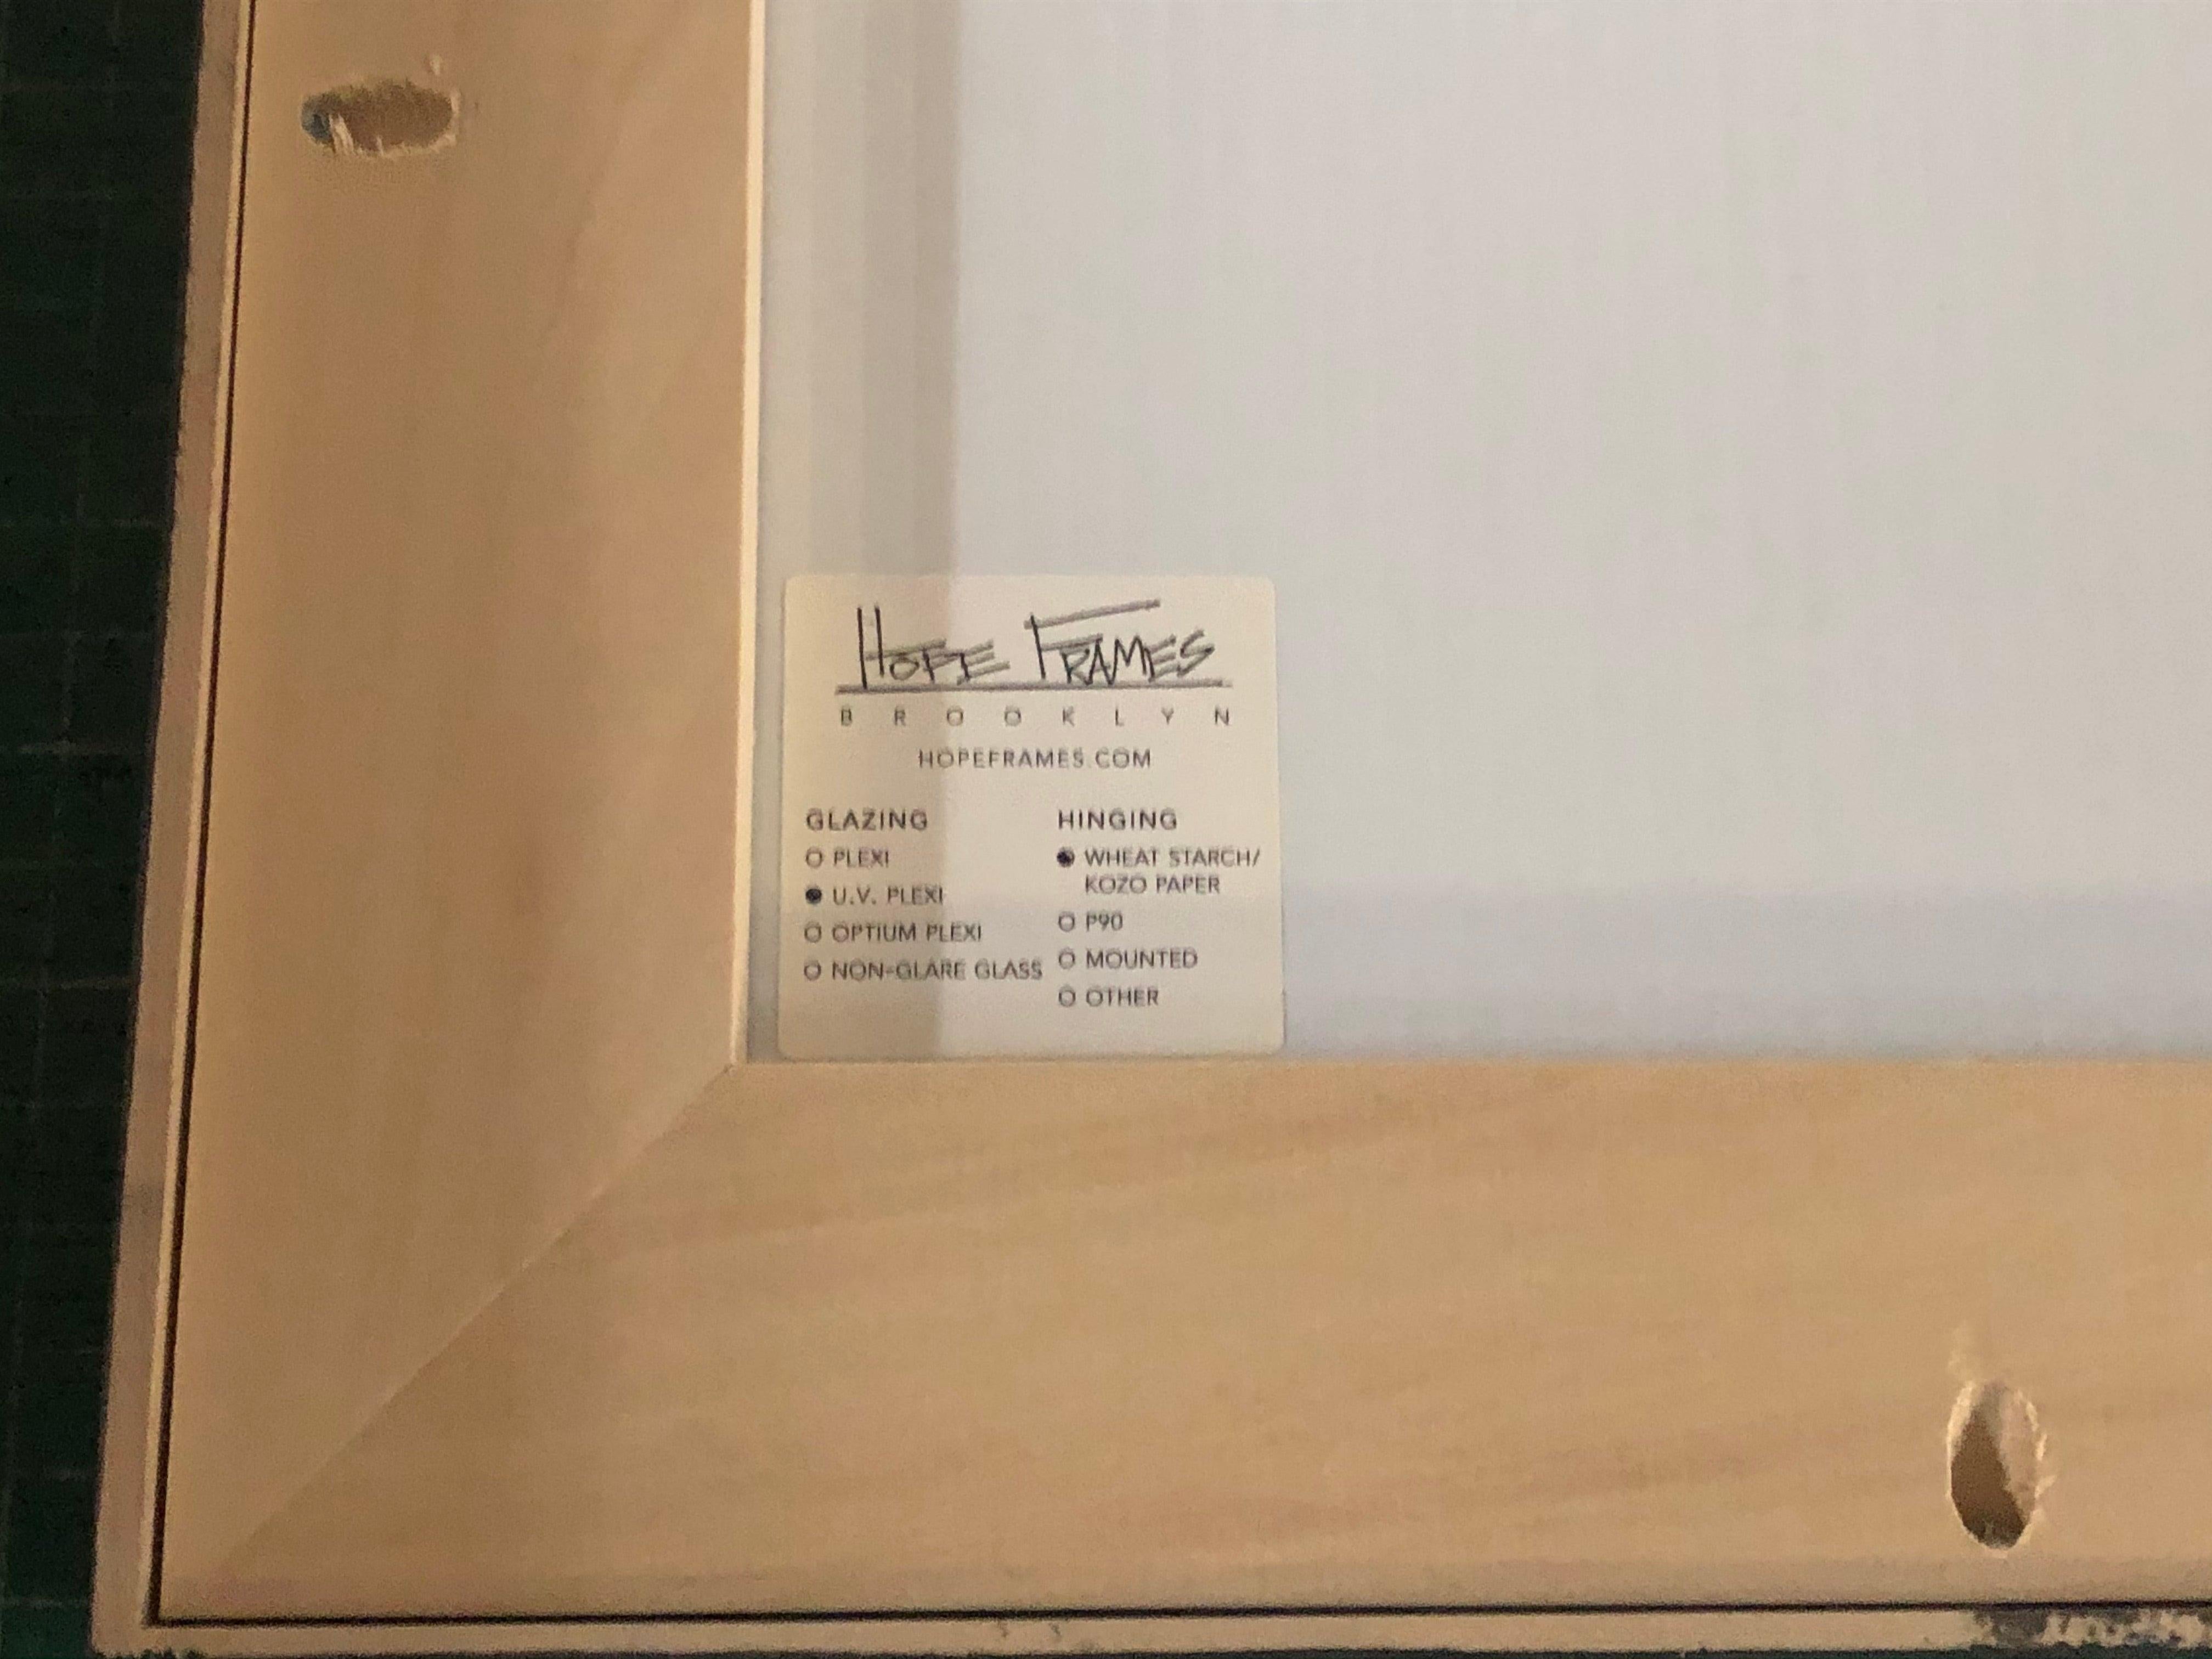 HOPE FRAMES
BROOKLYN
HOPEFRAMES.COM
GLAZING
O PLEXI
● U.V. PLEXI
O OPTIUM PLEXI
O NON-GLARE GLASS
HINGING
● WHEAT STARCH/
KOZO PAPER
O P90
O MOUNTED
O OTHER